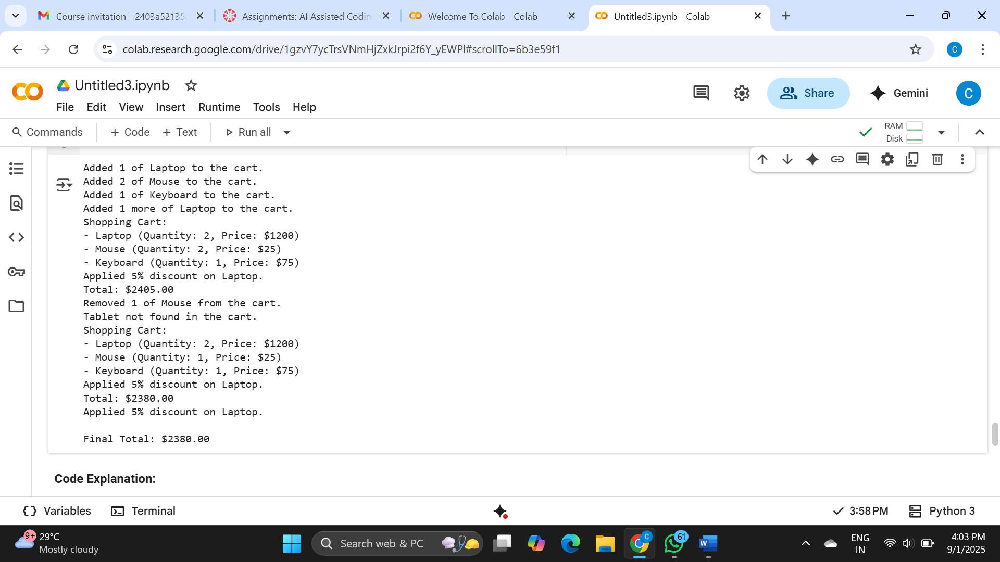 Course invitation - 2403a52135
Assignments: AI Assisted Coding
Welcome To Colab - Colab
Untitled3.ipynb - Colab
colab.research.google.com/drive/1gzvY7ycTrsVNmHjZxkJrpi2f6Y_yEWPl#scrollTo=6b3e59f1
C
Untitled3.ipynb
Share
Gemini
C
File Edit View Insert Runtime Tools Help
Commands + Code + Text Run all
RAM
Disk
Added 1 of Laptop to the cart.
Added 2 of Mouse to the cart.
Added 1 of Keyboard to the cart.
Added 1 more of Laptop to the cart.
Shopping Cart:
- Laptop (Quantity: 2, Price: $1200)
- Mouse (Quantity: 2, Price: $25)
- Keyboard (Quantity: 1, Price: $75)
Applied 5% discount on Laptop.
Total: $2405.00
Removed 1 of Mouse from the cart.
Tablet not found in the cart.
Shopping Cart:
- Laptop (Quantity: 2, Price: $1200)
- Mouse (Quantity: 1, Price: $25)
- Keyboard (Quantity: 1, Price: $75)
Applied 5% discount on Laptop.
Total: $2380.00
Applied 5% discount on Laptop.
Final Total: $2380.00
Code Explanation:
Variables Terminal
3:58 PM Python 3
9+
29°C
Mostly cloudy
Search web & PC
C
61
W
ENG
IN
4:03 PM
9/1/2025